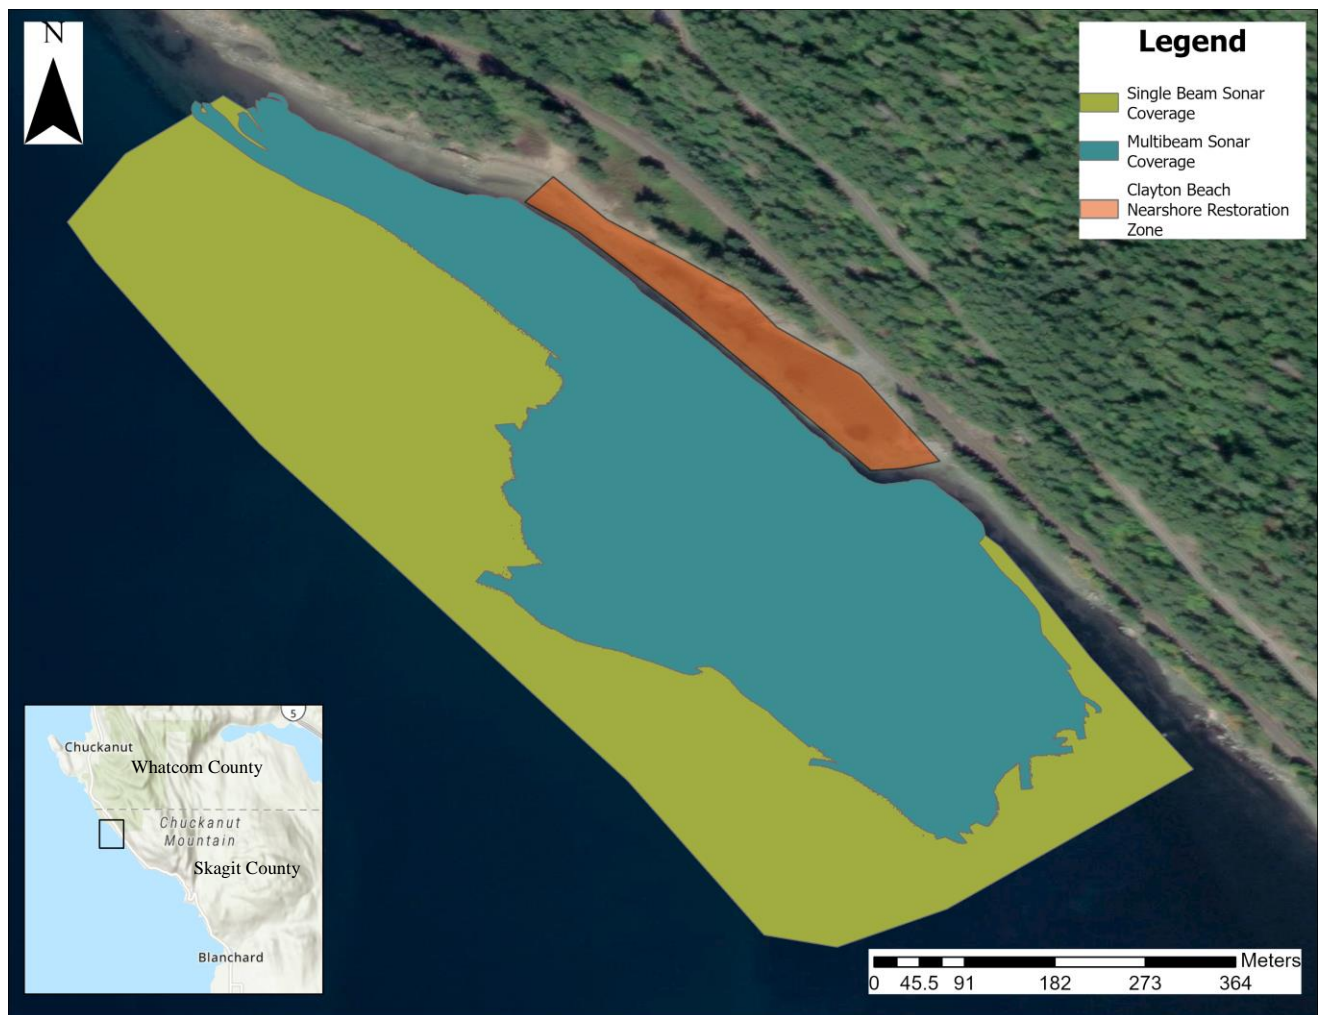 N
Legend
Single Beam Sonar
Coverage
Multibeam Sonar
Coverage
Clayton Beach
Nearshore Restoration
Zone
5
Chuckanut
Whatcom County
Chuckanut
Mountain
Skagit County
Blanchard
Meters
0 45.5 91 182 273 364